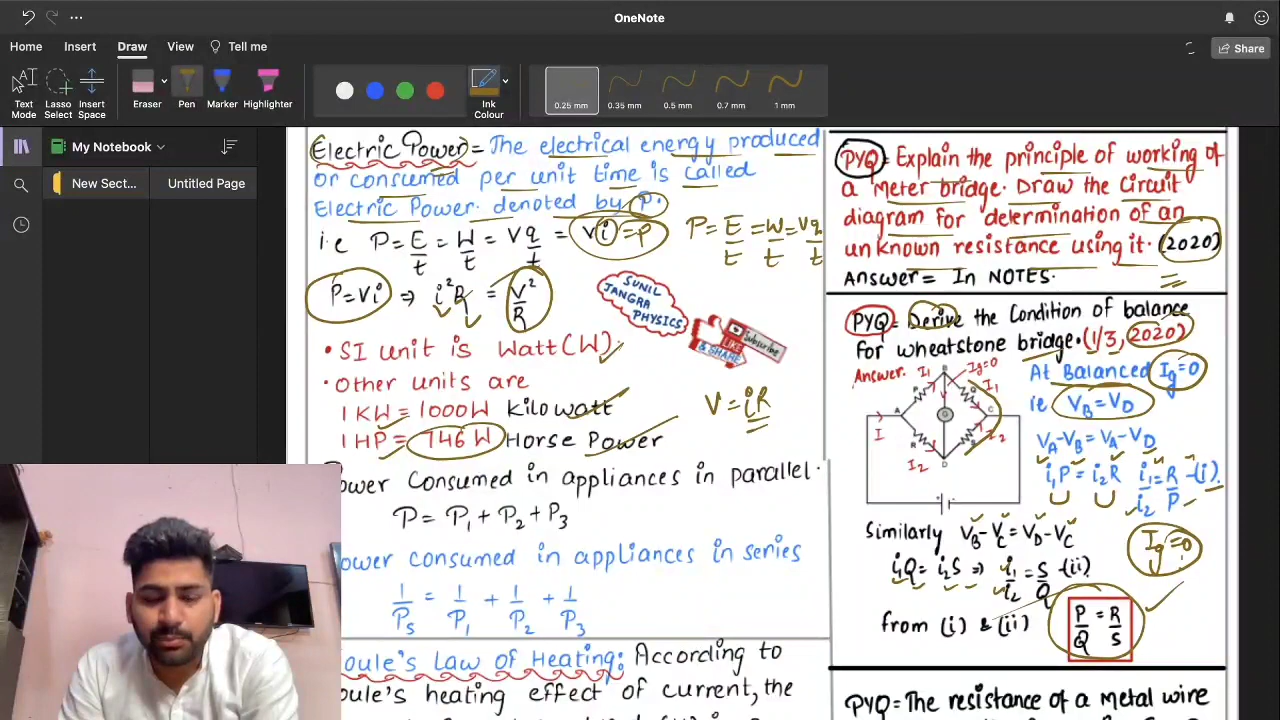 OneNote
Home Insert Draw View Tell me
Share
Text Mode
Lasso Select
Insert Space
Eraser
Pen
Marker
Highlighter
Ink Colour
0.25 mm 0.35 mm 0.5 mm 0.7 mm 1 mm
My Notebook
New Sect... Untitled Page
Electric Power = The electrical energy produced
or consumed per unit time is called
Electric Power. denoted by P.
i.e P = E/t = W/t = Vq/t = Vi = P
P = E/t = W/t = Vq/t
P = Vi ⇒ i²R = V²/R
SUNIL JANGRA PHYSICS
LIKE & SHARE
Subscribe
• SI unit is Watt(W).
• Other units are
1 KW = 1000W Kilowatt
1 HP = 746 W Horse Power
V = iR
ower Consumed in appliances in parallel.
P = P₁ + P₂ + P₃
ower consumed in appliances in series
1/Ps = 1/P₁ + 1/P₂ + 1/P₃
oule's Law of Heating: According to
oule's heating effect of current, the
PYQ = Explain the principle of working of
a Meter bridge. Draw the Circuit
diagram for determination of an
unknown resistance using it. (2020)
Answer = In NOTES.
PYQ = Derive the Condition of balance
for wheatstone bridge. (1/3, 2020)
Answer.
I₁ Ig=0
B
P Q I₁
A G C
I R S I₂
I₂ D
At Balanced Ig=0
ie VB = VD
VA-VB = VA-VD
i₁P = i₂R i₁/i₂ = R/P -(i).
Similarly VB-VC = VD-VC
i₁Q = i₂S ⇒ i₁/i₂ = S/Q -(ii)
Ig=0
from (i) & (ii) P/Q = R/S
PYQ = The resistance of a metal wire